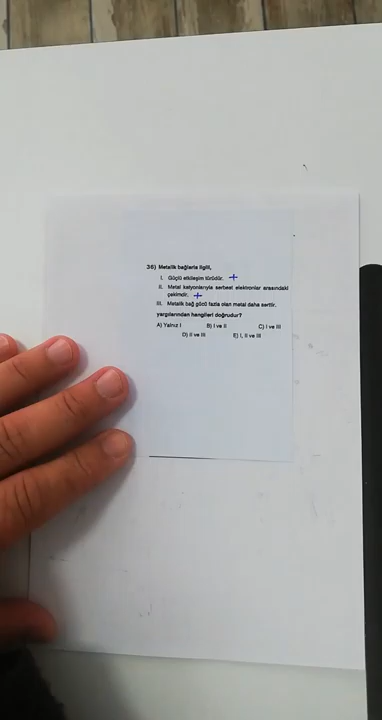 36) Metalik bağlarla ilgili,
I. Güçlü etkileşim türüdür. +
II. Metal katyonlarıyla serbest elektronlar arasındaki
çekimdir. +
III. Metalik bağ gücü fazla olan metal daha serttir.
yargılarından hangileri doğrudur?
A) Yalnız I B) I ve II C) I ve III
D) II ve III E) I, II ve III